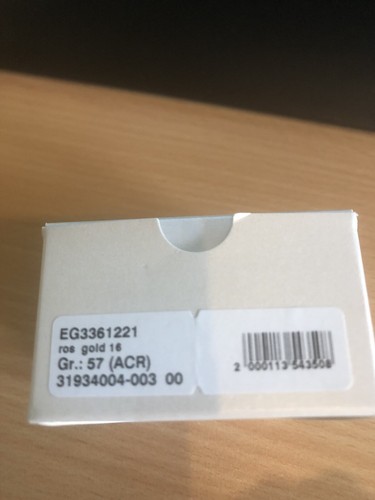 EG3361221
ros gold 16
Gr.: 57 (ACR)
31934004-003 00
2 000113 543508